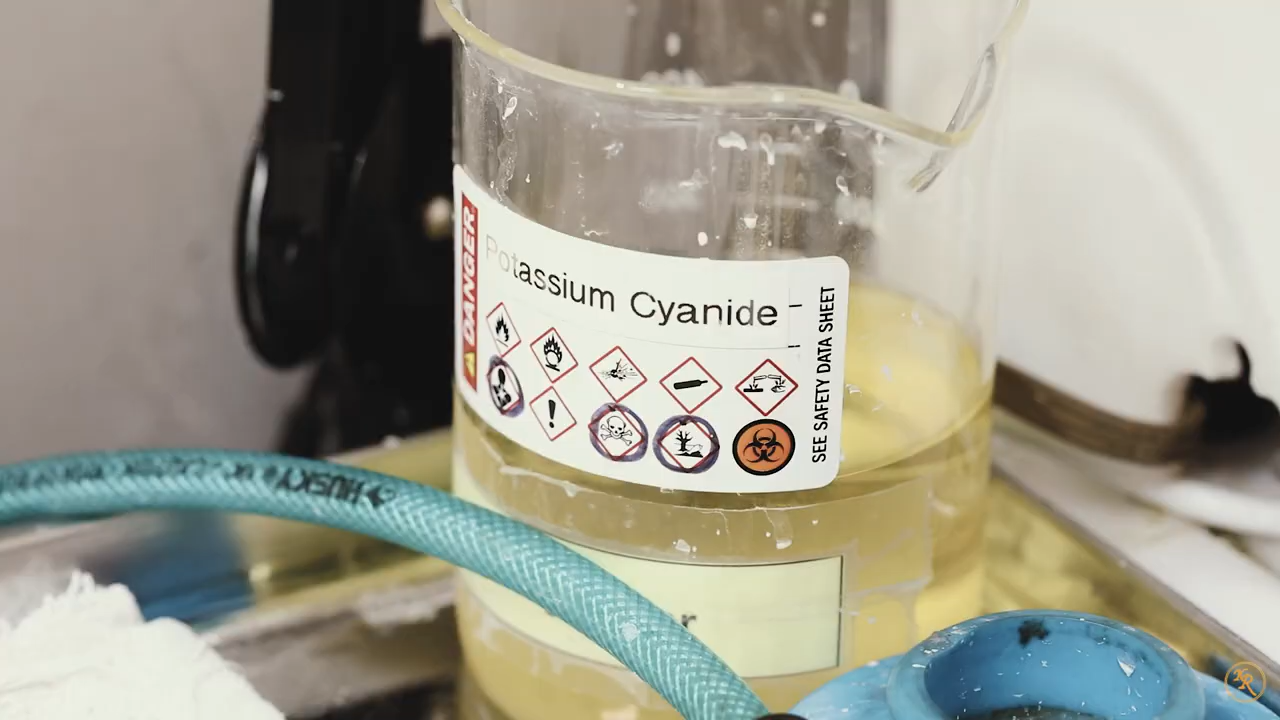 DANGER
Potassium Cyanide
SEE SAFETY DATA SHEET
HUSKY
r
R